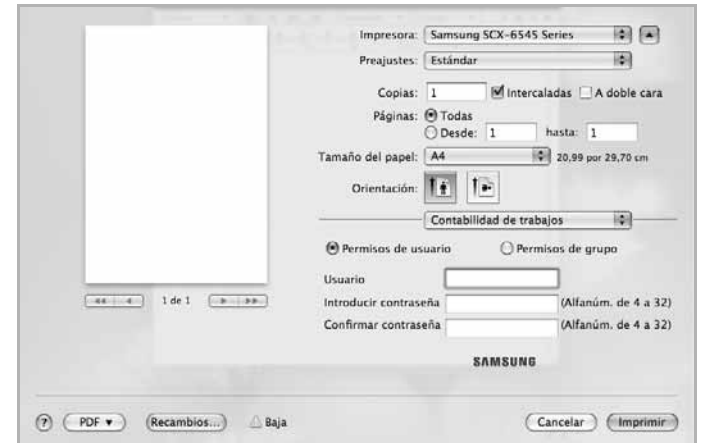 Impresora: Samsung SCX-6545 Series
Preajustes: Estándar
Copias: 1 Intercaladas A doble cara
Páginas: Todas
Desde: 1 hasta: 1
Tamaño del papel: A4 20,99 por 29,70 cm
Orientación:
Contabilidad de trabajos
Permisos de usuario Permisos de grupo
Usuario
Introducir contraseña (Alfanúm. de 4 a 32)
Confirmar contraseña (Alfanúm. de 4 a 32)
1 de 1
SAMSUNG
? PDF Recambios... Baja Cancelar Imprimir